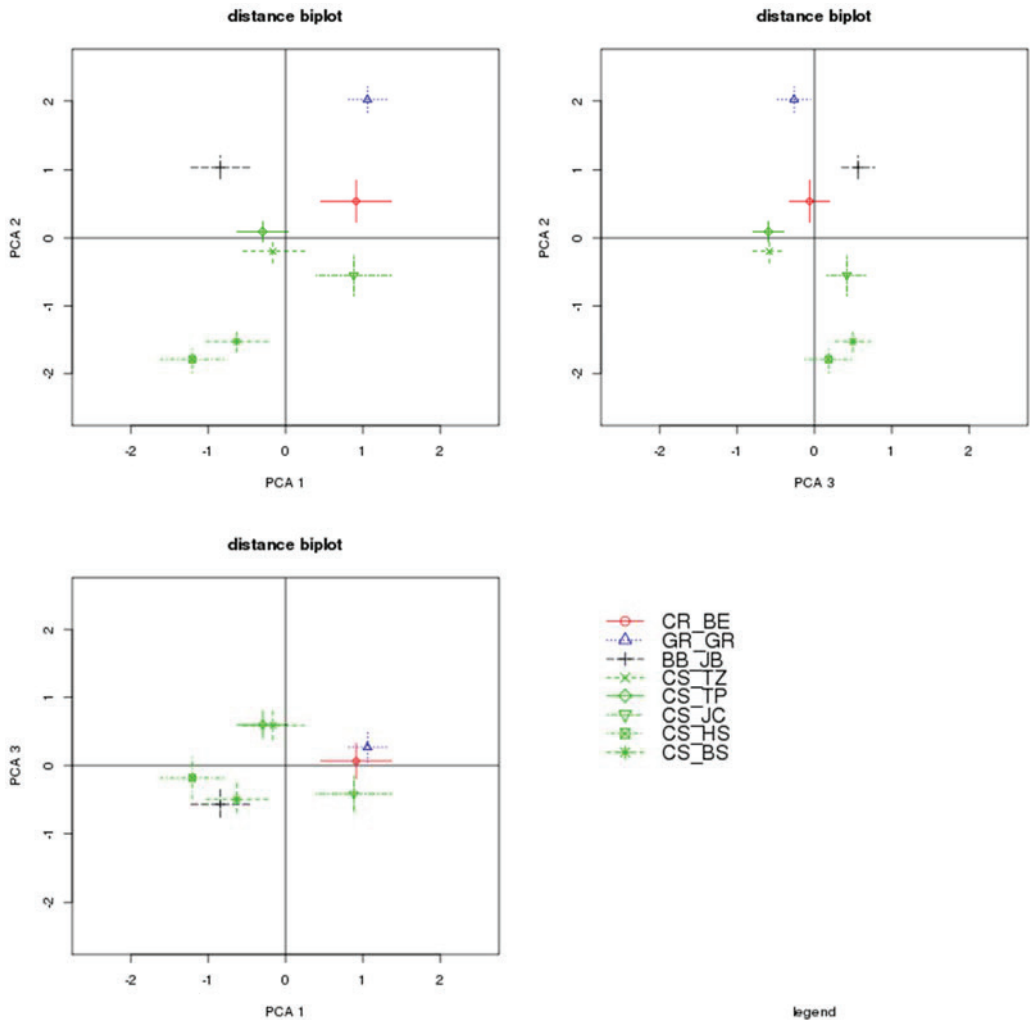 distance biplot
PCA 2
2
1
0
-1
-2
-2 -1 0 1 2
PCA 1
distance biplot
PCA 2
2
1
0
-1
-2
-2 -1 0 1 2
PCA 3
distance biplot
PCA 3
2
1
0
-1
-2
-2 -1 0 1 2
PCA 1
CR_BE
GR_GR
BB_JB
CS_TZ
CS_TP
CS_JC
CS_HS
CS_BS
legend